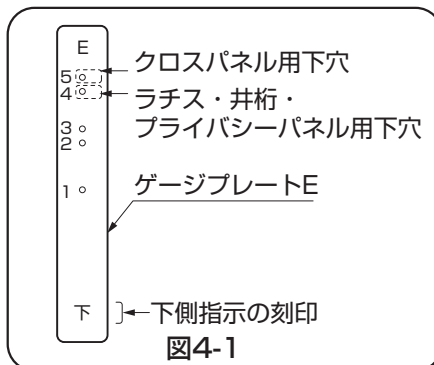 E
クロスパネル用下穴
5
4
ラチス・井桁・
プライバシーパネル用下穴
3
2
1
ゲージプレートE
下
下側指示の刻印
図4-1